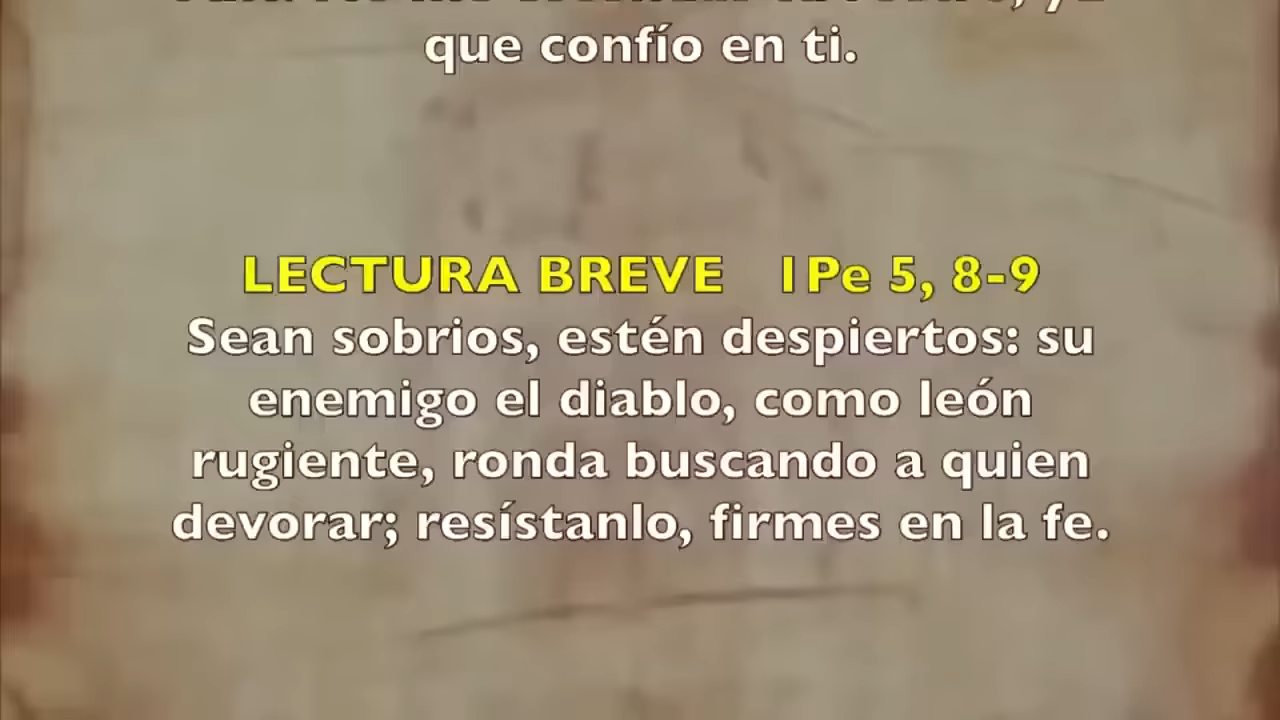 que confío en ti.
LECTURA BREVE 1 Pe 5, 8-9
Sean sobrios, estén despiertos: su
enemigo el diablo, como león
rugiente, ronda buscando a quien
devorar; resístanlo, firmes en la fe.